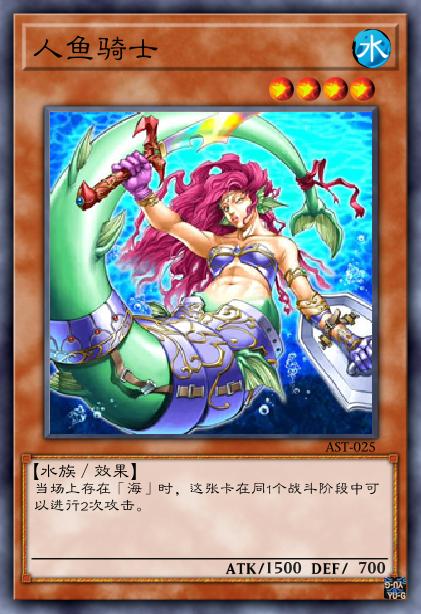 人鱼骑士
水
AST-025
【水族／效果】
当场上存在「海」时，这张卡在同1个战斗阶段中可
以进行2次攻击。
ATK/1500 DEF/ 700
YU-G